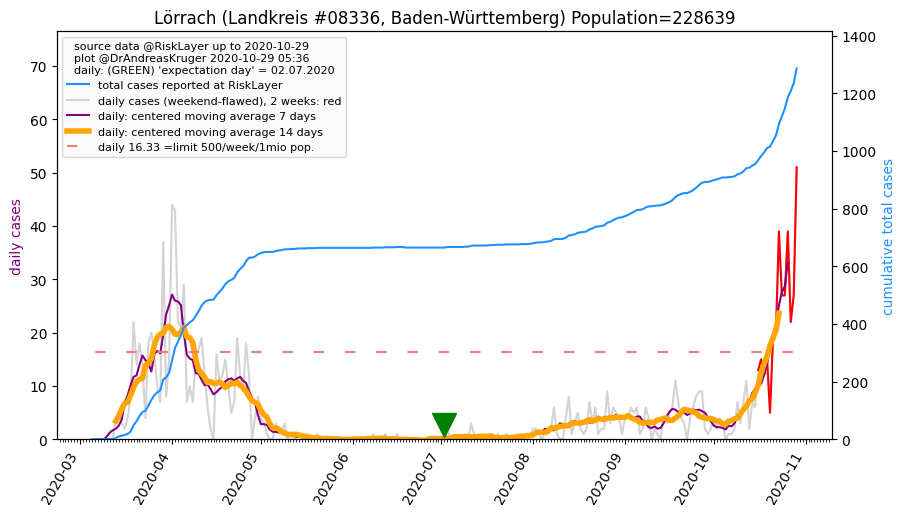 Lörrach (Landkreis #08336, Baden-Württemberg) Population=228639
source data @RiskLayer up to 2020-10-29
plot @DrAndreasKruger 2020-10-29 05:36
daily: (GREEN) 'expectation day' = 02.07.2020
total cases reported at RiskLayer
daily cases (weekend-flawed), 2 weeks: red
daily: centered moving average 7 days
daily: centered moving average 14 days
daily 16.33 =limit 500/week/1mio pop.
daily cases
70
60
50
40
30
20
10
0
1400
1200
1000
800
600
400
200
0
cumulative total cases
2020-03
2020-04
2020-05
2020-06
2020-07
2020-08
2020-09
2020-10
2020-11